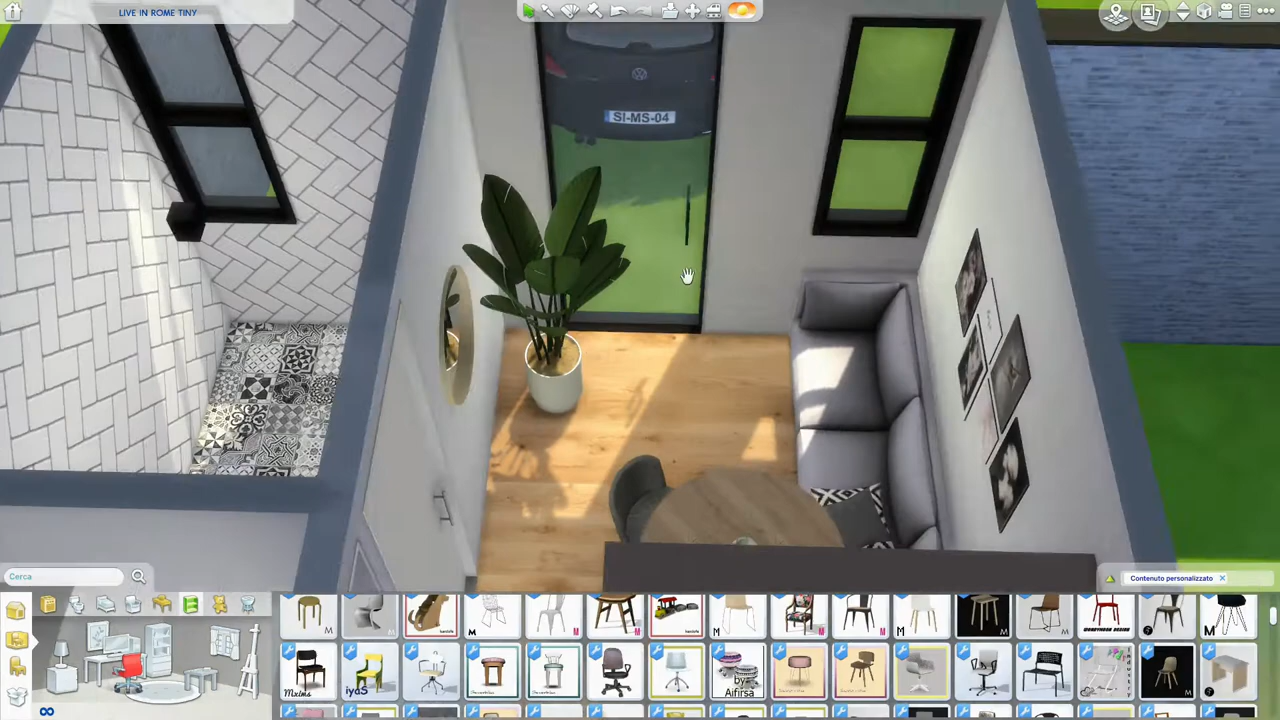 LIVE IN ROME TINY
SI-MS-04
Cerca
Contenuto personalizzato
M
M
M
M
M
M
M
M
M
Mxims
iyaS
by
Aifirsa
M